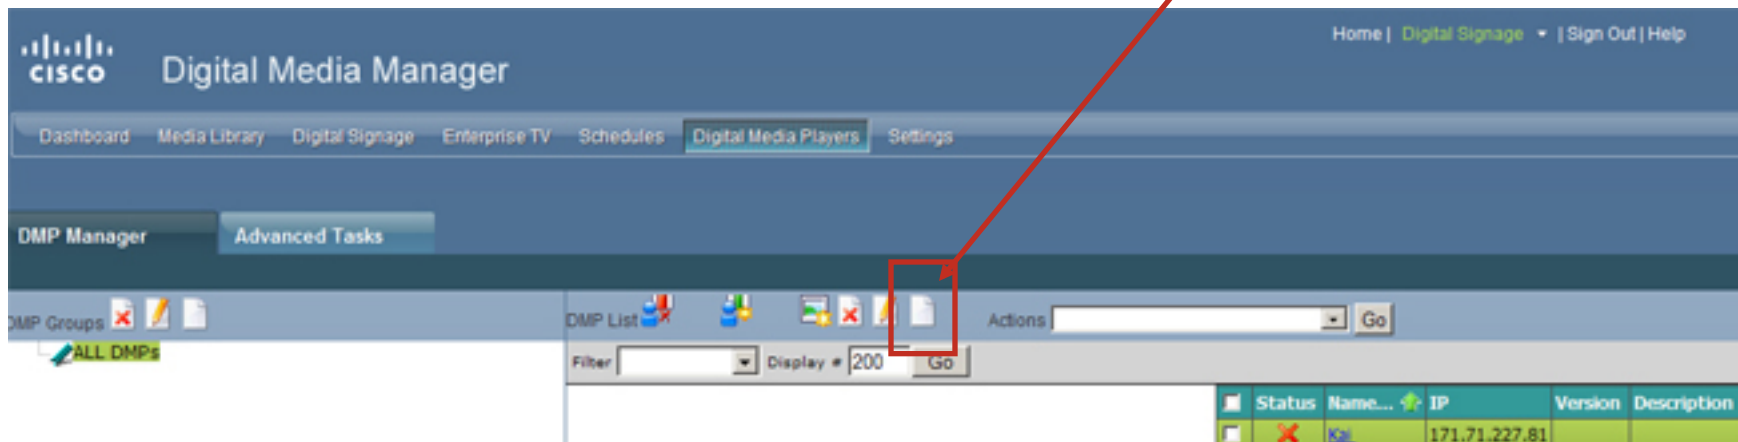 Home | Digital Signage | Sign Out | Help
CISCO Digital Media Manager
Dashboard Media Library Digital Signage Enterprise TV Schedules Digital Media Players Settings
DMP Manager Advanced Tasks
DMP Groups DMP List Actions Go
ALL DMPs
Filter Display # 200 Go
Status Name... IP Version Description
Kai 171.71.227.81